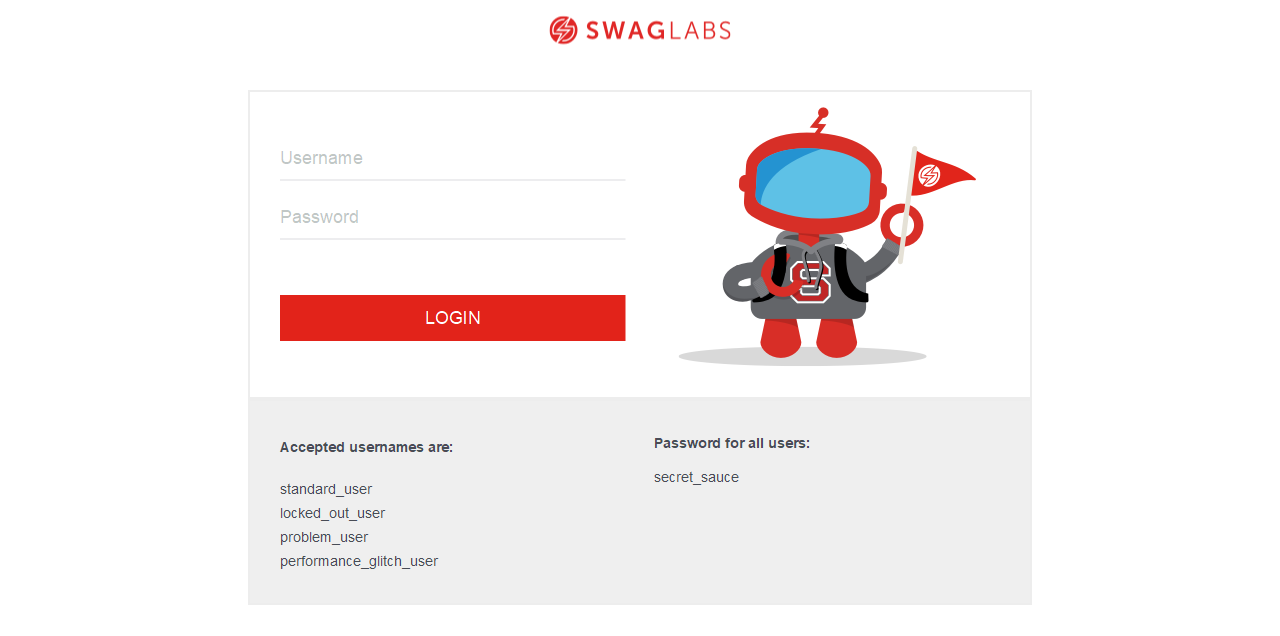 SWAGLABS
Username
Password
LOGIN
S
Accepted usernames are:
standard_user
locked_out_user
problem_user
performance_glitch_user
Password for all users:
secret_sauce